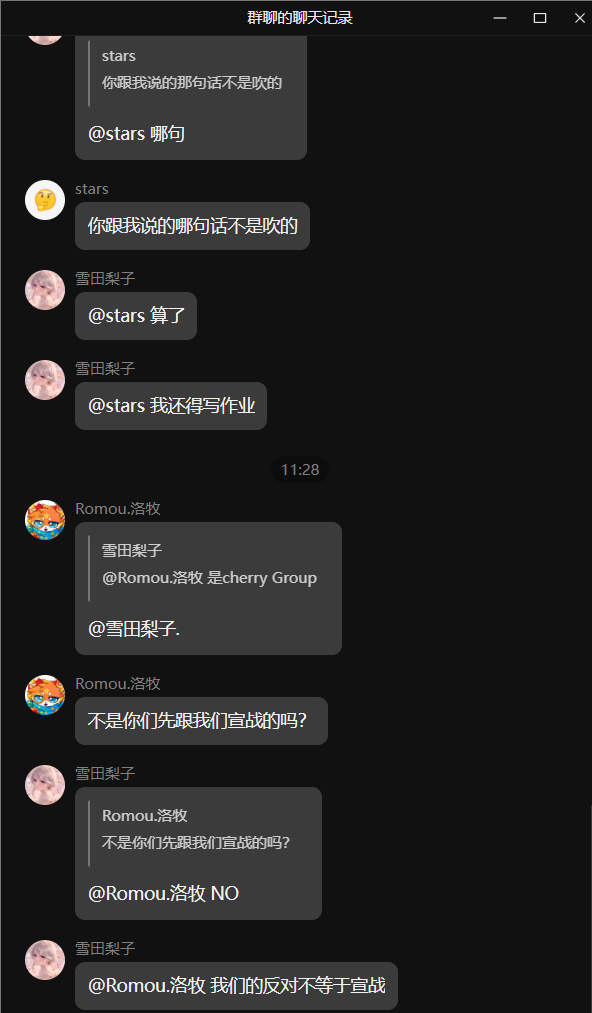 群聊的聊天记录
stars
你跟我说的那句话不是吹的
@stars 哪句
stars
你跟我说的哪句话不是吹的
雪田梨子
@stars 算了
雪田梨子
@stars 我还得写作业
11:28
Romou.洛牧
雪田梨子
@Romou.洛牧 是cherry Group
@雪田梨子.
Romou.洛牧
不是你们先跟我们宣战的吗?
雪田梨子
Romou.洛牧
不是你们先跟我们宣战的吗?
@Romou.洛牧 NO
雪田梨子
@Romou.洛牧 我们的反对不等于宣战